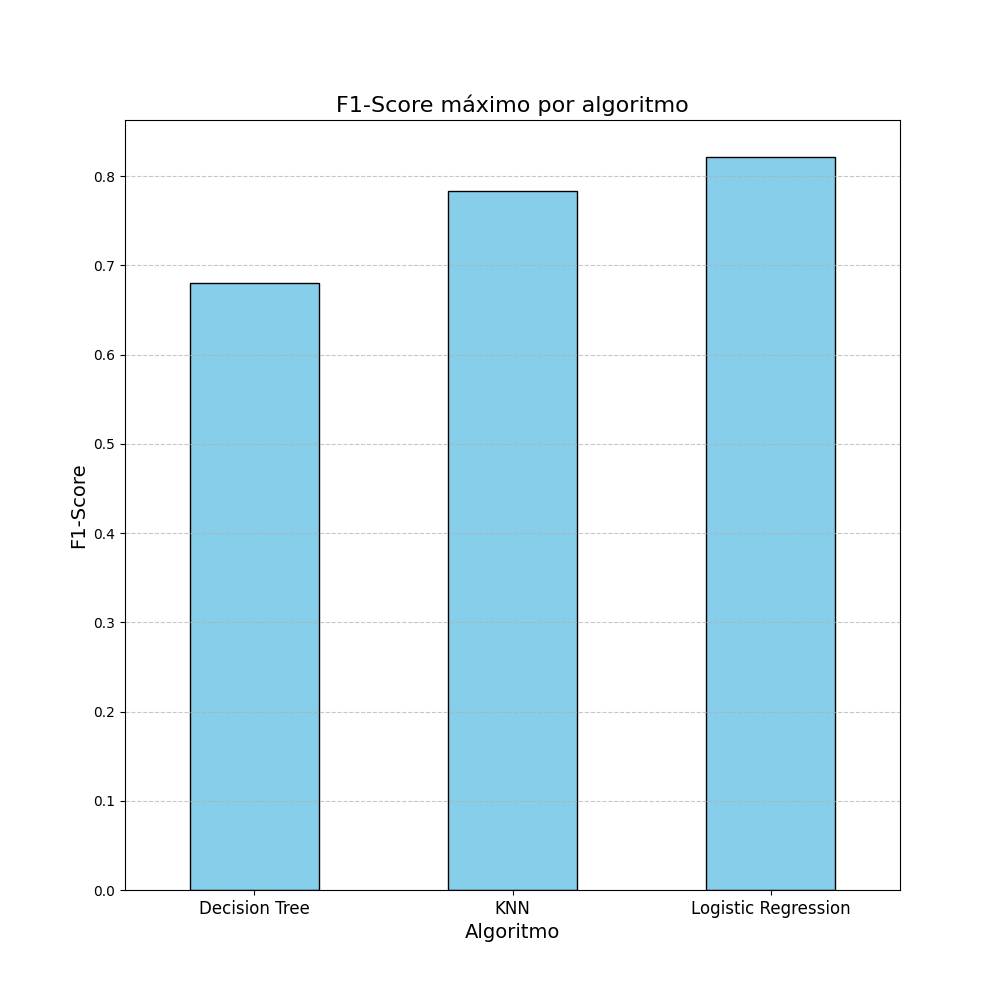 F1-Score máximo por algoritmo
F1-Score
0.8
0.7
0.6
0.5
0.4
0.3
0.2
0.1
0.0
Decision Tree
KNN
Logistic Regression
Algoritmo